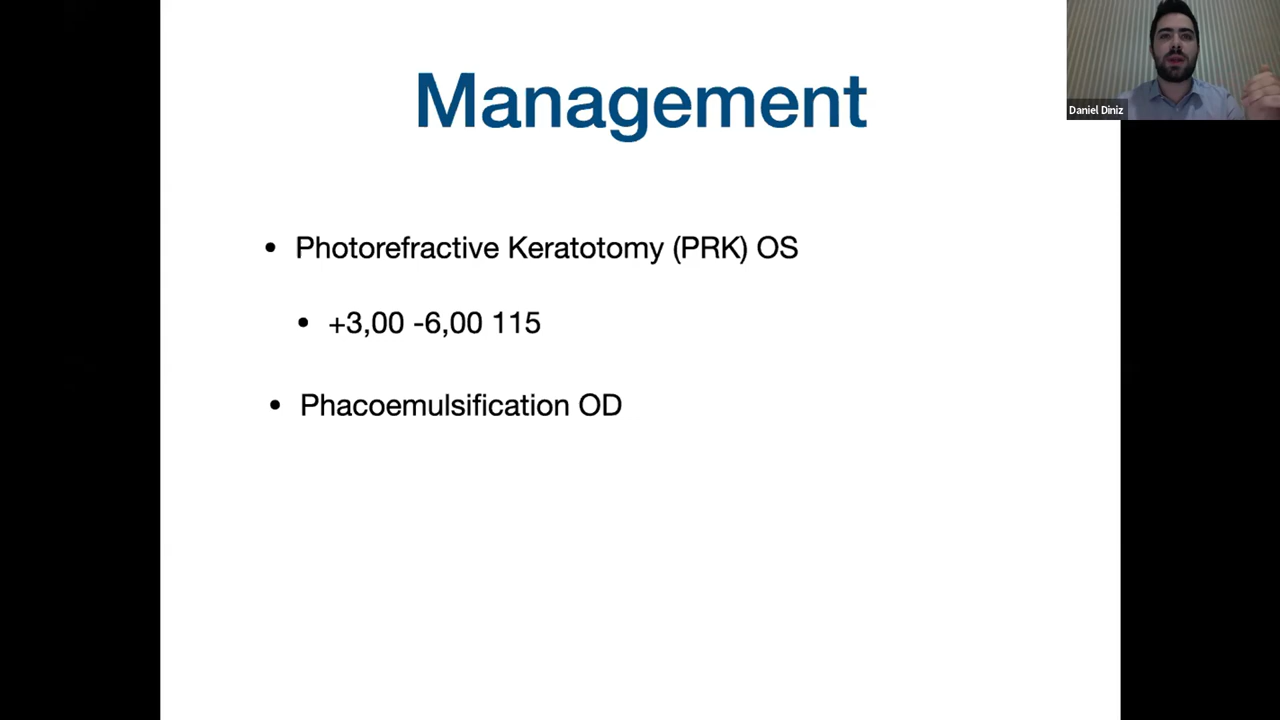 Management
Daniel Diniz
• Photorefractive Keratotomy (PRK) OS
• +3,00 -6,00 115
• Phacoemulsification OD